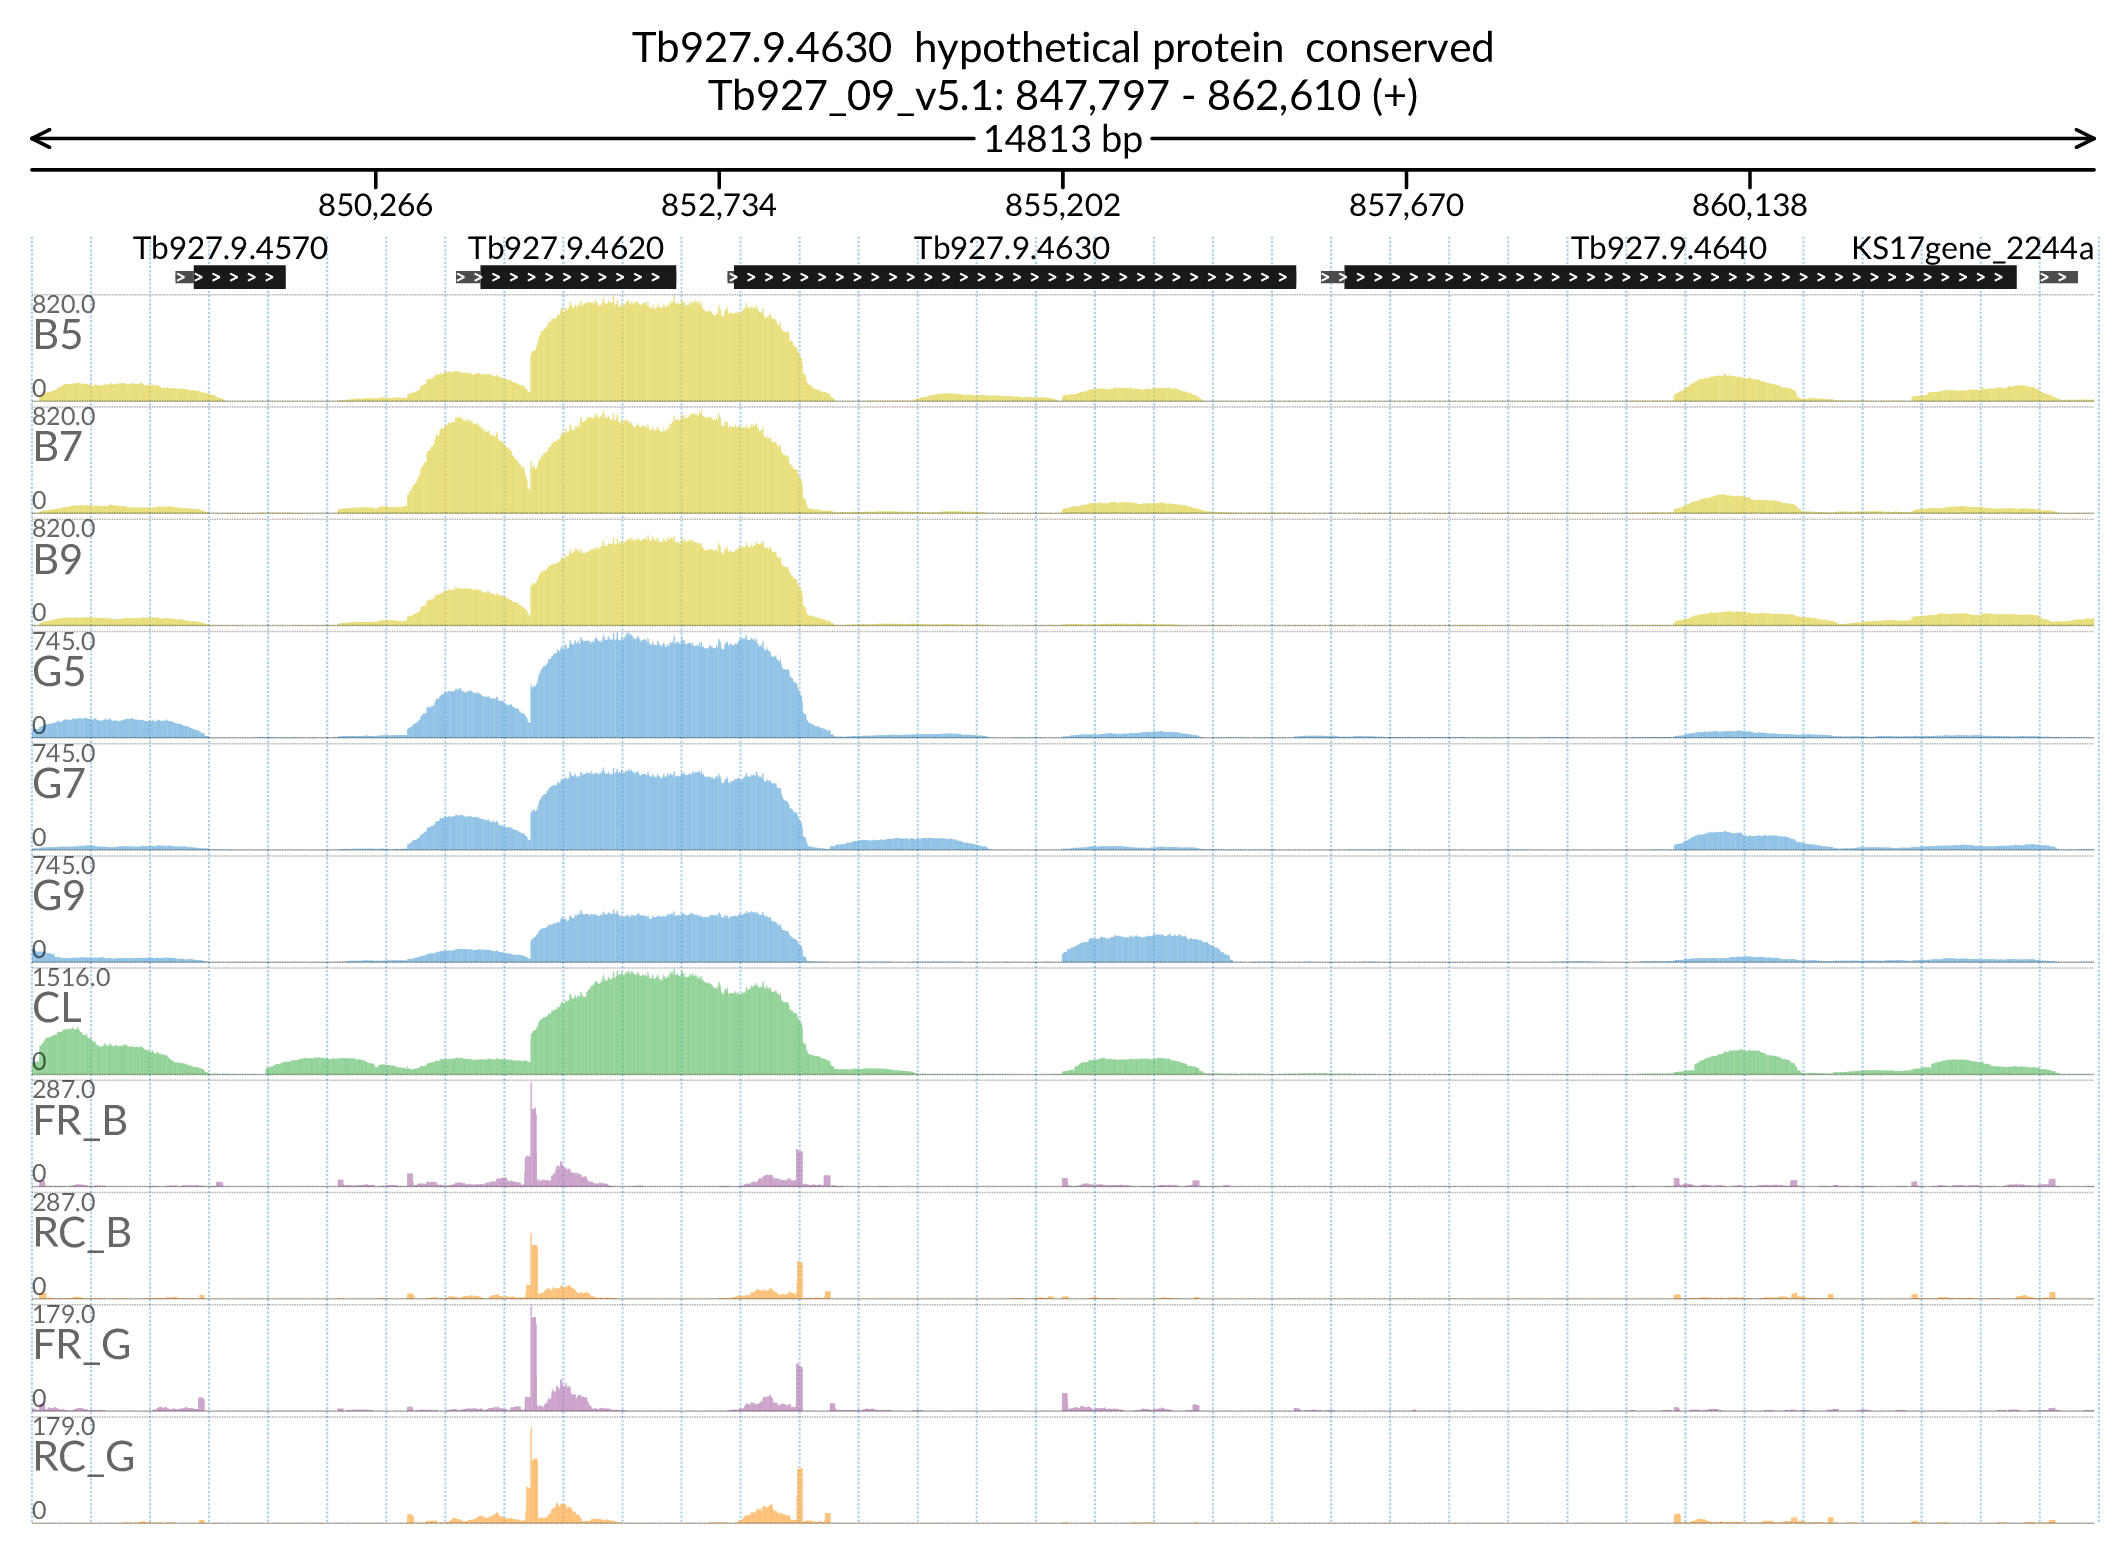 Tb927.9.4630  hypothetical protein  conserved
Tb927_09_v5.1: 847,797 - 862,610 (+)
14813 bp
850,266 852,734 855,202 857,670 860,138
Tb927.9.4570 Tb927.9.4620 Tb927.9.4630 Tb927.9.4640 KS17gene_2244a
820.0
B5
0
820.0
B7
0
820.0
B9
0
745.0
G5
0
745.0
G7
0
745.0
G9
0
1516.0
CL
0
287.0
FR_B
0
287.0
RC_B
0
179.0
FR_G
0
179.0
RC_G
0